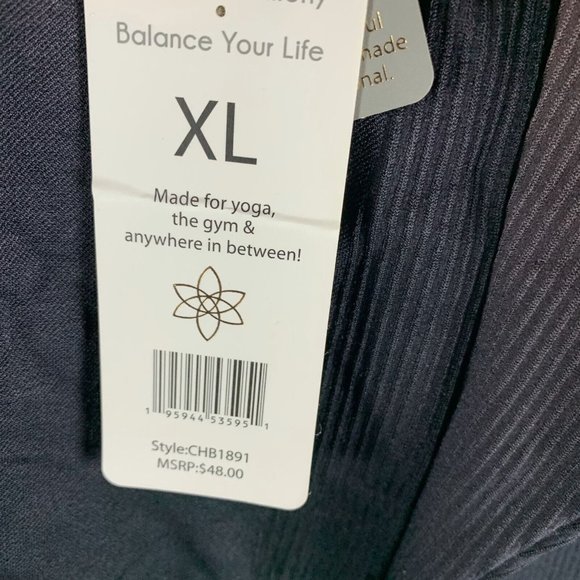 Balance Your Life
XL
Made for yoga,
the gym &
anywhere in between!
1 95944 53595 1
Style:CHB1891
MSRP:$48.00
nal.